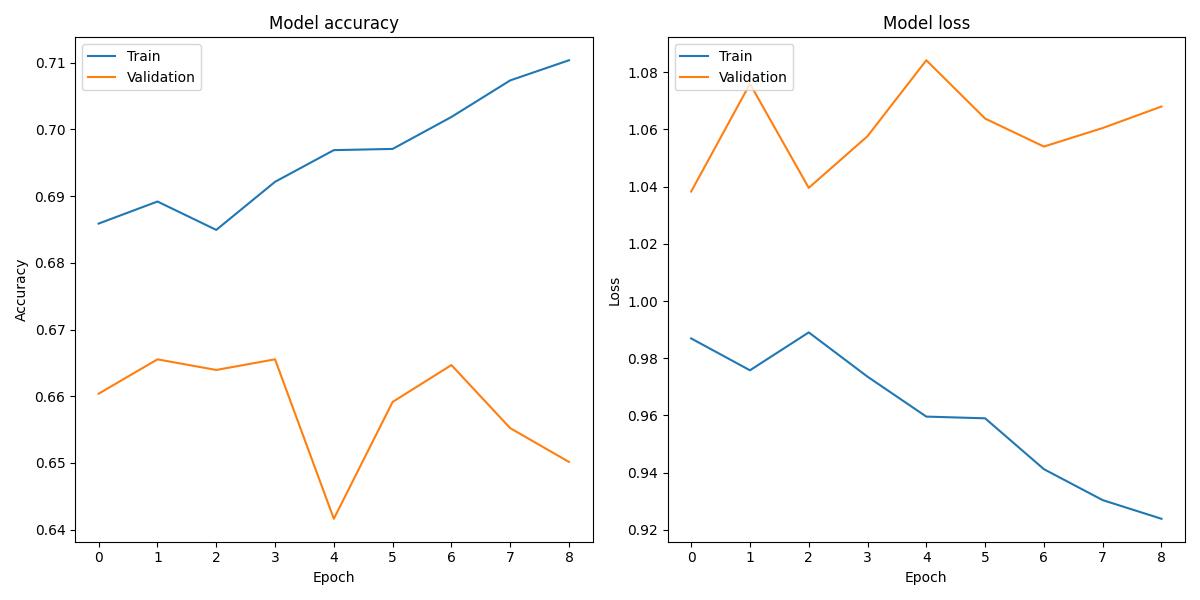 Model accuracy
Train
Validation
0.71
0.70
0.69
0.68
0.67
0.66
0.65
0.64
Accuracy
0 1 2 3 4 5 6 7 8
Epoch
Model loss
Train
Validation
1.08
1.06
1.04
1.02
1.00
0.98
0.96
0.94
0.92
Loss
0 1 2 3 4 5 6 7 8
Epoch